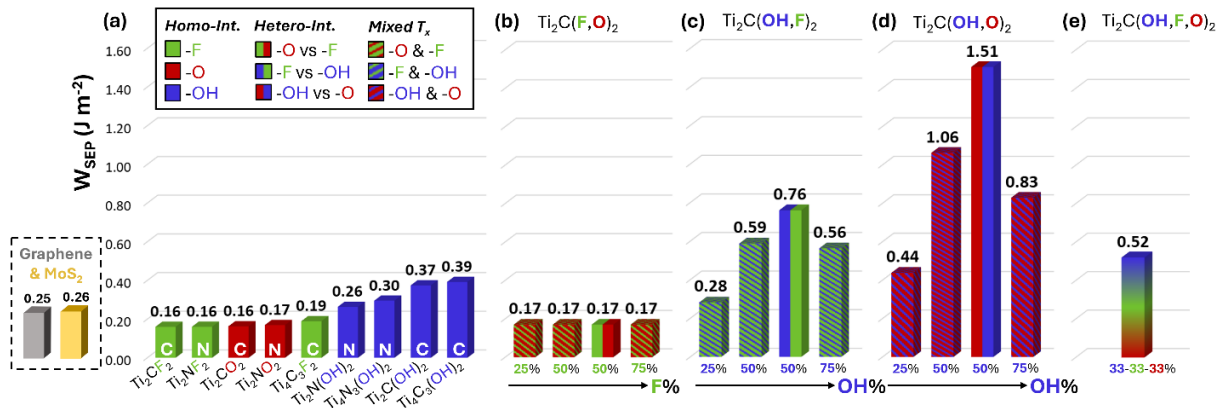 (a)
Homo-Int. Hetero-Int. Mixed Tₓ
-F -O vs -F -O & -F
-O -F vs -OH -F & -OH
-OH -OH vs -O -OH & -O
(b)
Ti₂C(F,O)₂
(c)
Ti₂C(OH,F)₂
(d)
Ti₂C(OH,O)₂
(e)
Ti₂C(OH,F,O)₂
W_SEP (J m⁻²)
1.60
1.40
1.20
1.00
0.80
0.60
0.40
0.20
0.00
Graphene
& MoS₂
0.25 0.26
0.16 0.16 0.16 0.17 0.19 0.26 0.30 0.37 0.39
C N C N C N N C C
Ti₂CF₂ Ti₂NF₂ Ti₂CO₂ Ti₂NO₂ Ti₄C₃F₂ Ti₂N(OH)₂ Ti₄N₃(OH)₂ Ti₂C(OH)₂ Ti₄C₃(OH)₂
0.17 0.17 0.17 0.17
25% 50% 50% 75%
F%
0.28 0.59 0.76 0.56
25% 50% 50% 75%
OH%
0.44 1.06 1.51 0.83
25% 50% 50% 75%
OH%
0.52
33-33-33%